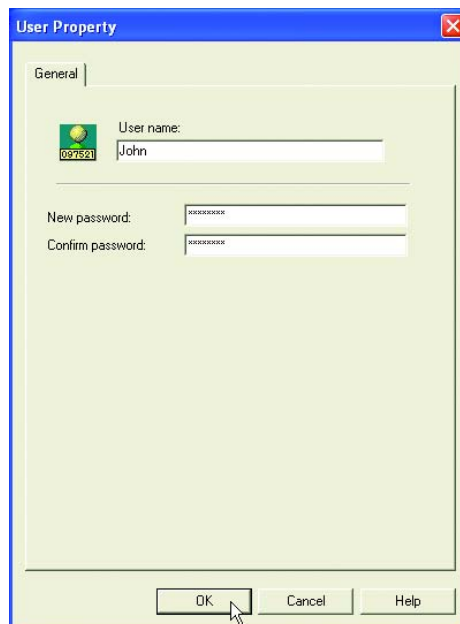 User Property
General
User name:
097521
John
New password:
xxxxxxxx
Confirm password:
xxxxxxxx
OK
Cancel
Help